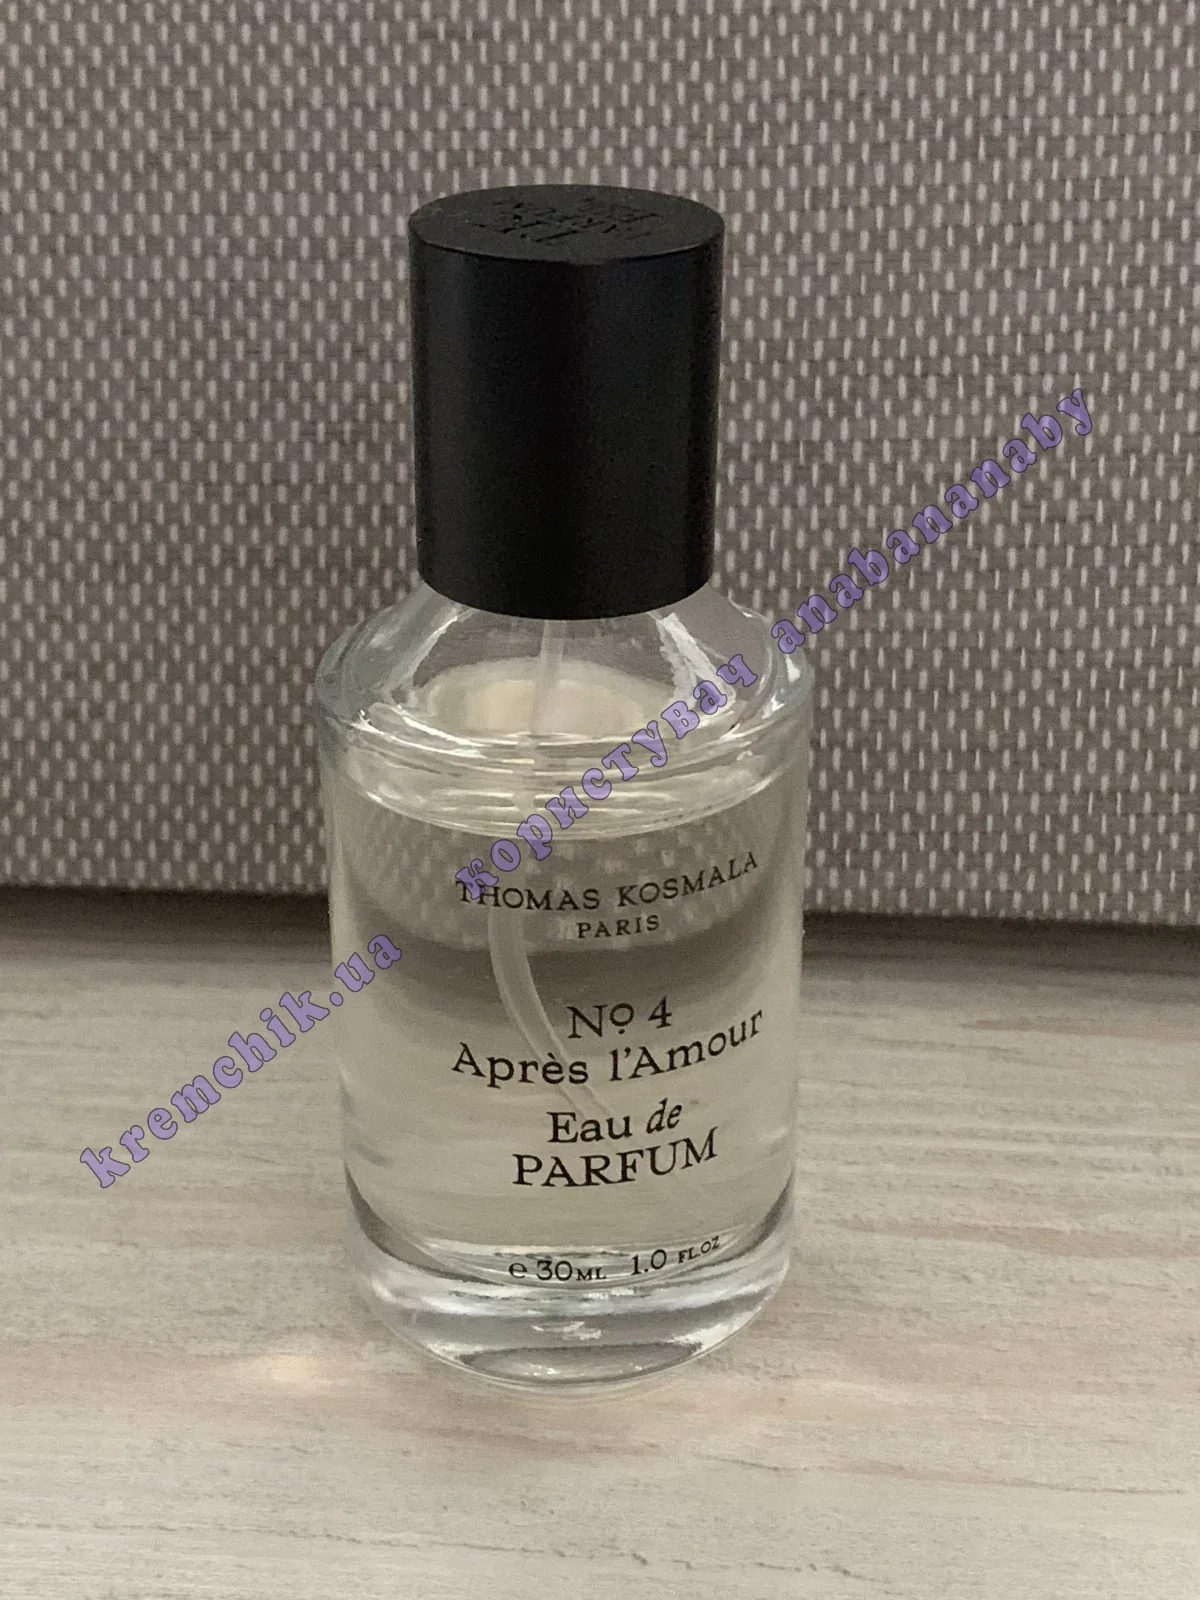 THOMAS KOSMALA
PARIS
Nº 4
Après l'Amour
Eau de
PARFUM
℮ 30ML 1.0 FL.OZ
kremchik.ua користувач anabananaby